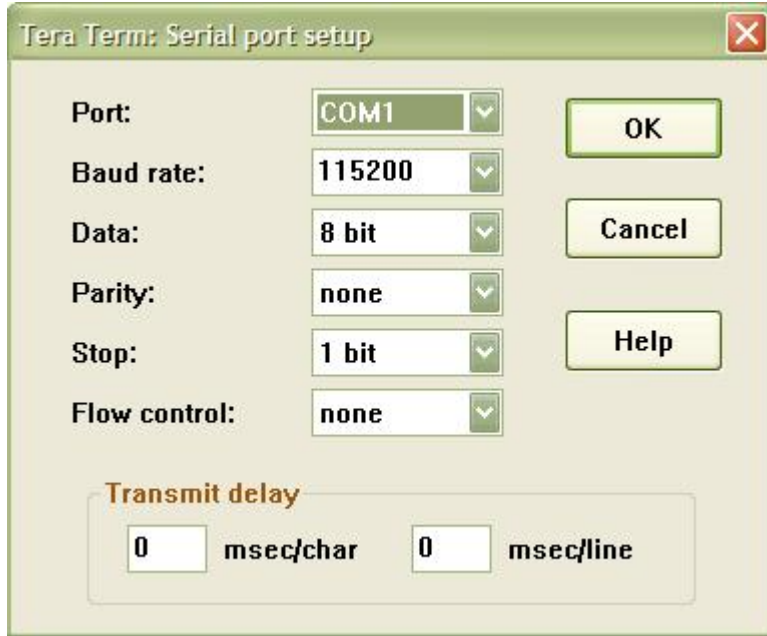 Tera Term: Serial port setup
Port: COM1
OK
Baud rate: 115200
Data: 8 bit
Cancel
Parity: none
Stop: 1 bit
Help
Flow control: none
Transmit delay
0 msec/char 0 msec/line